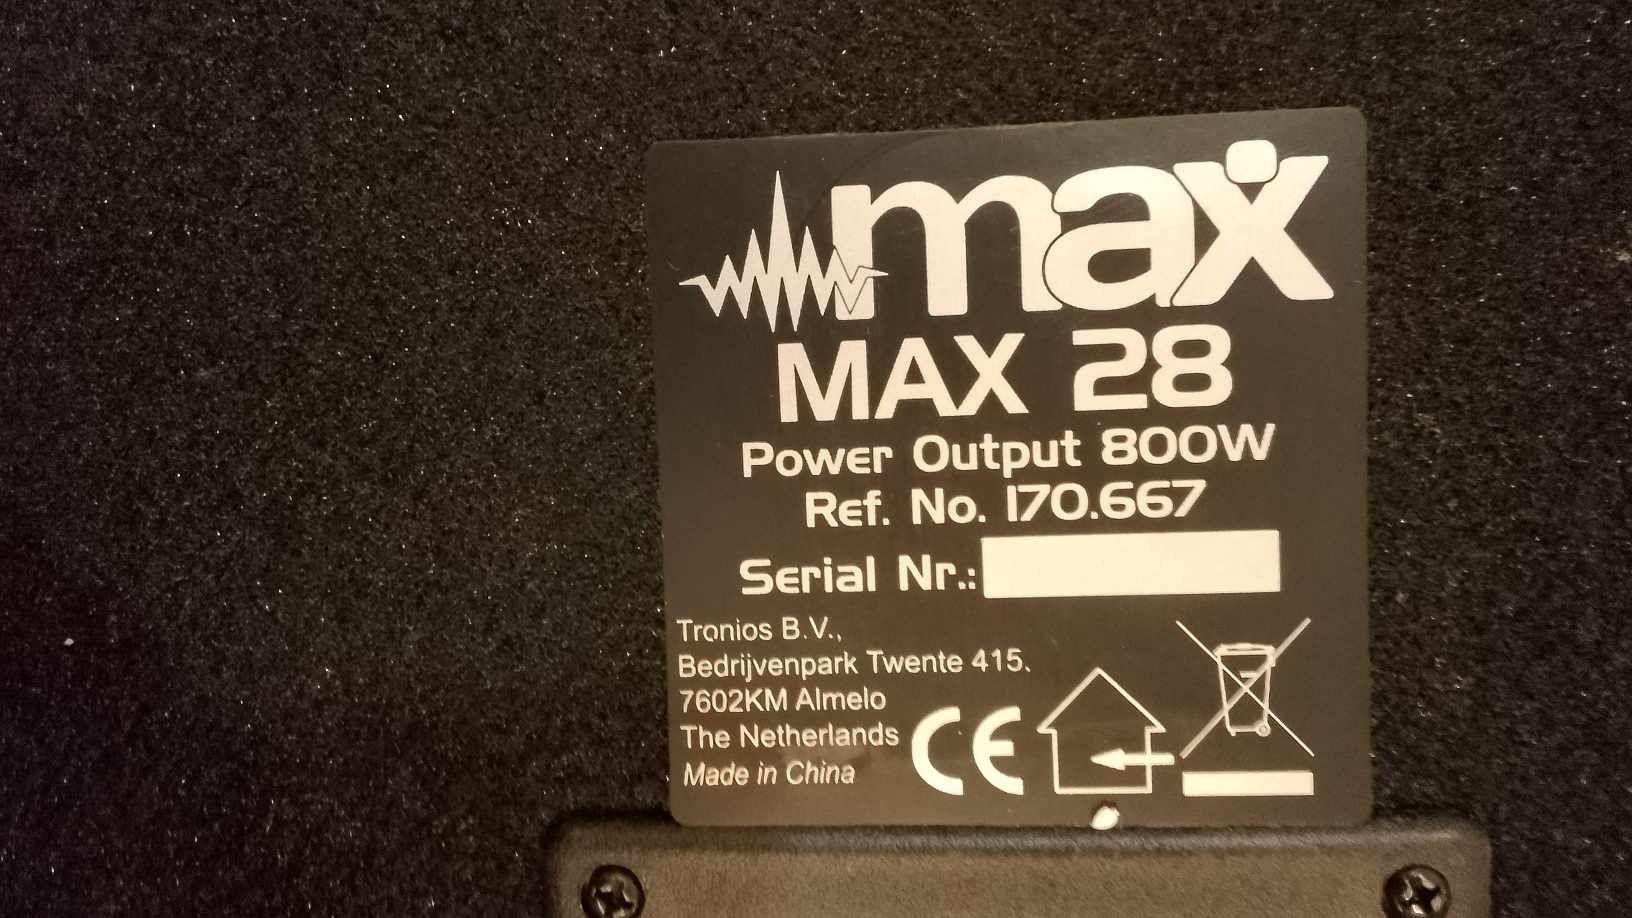 max
MAX 28
Power Output 800W
Ref. No. 170.667
Serial Nr.:
Tronios B.V.,
Bedrijvenpark Twente 415,
7602KM Almelo
The Netherlands
Made in China
CE